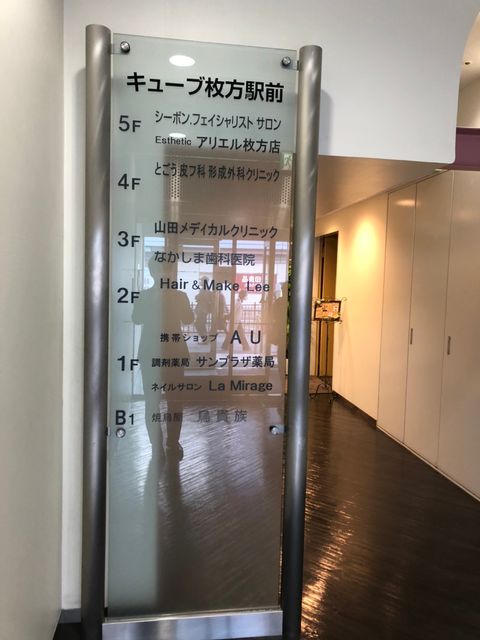 キューブ枚方駅前
5F シーボン.フェイシャリスト サロン
Esthetic アリエル枚方店
4F とごう皮フ科 形成外科クリニック
3F 山田メディカルクリニック
なかしま歯科医院
2F Hair & Make Lee
携帯ショップ AU
1F 調剤薬局 サンプラザ薬局
ネイルサロン La Mirage
B1 焼鳥屋 鳥貴族